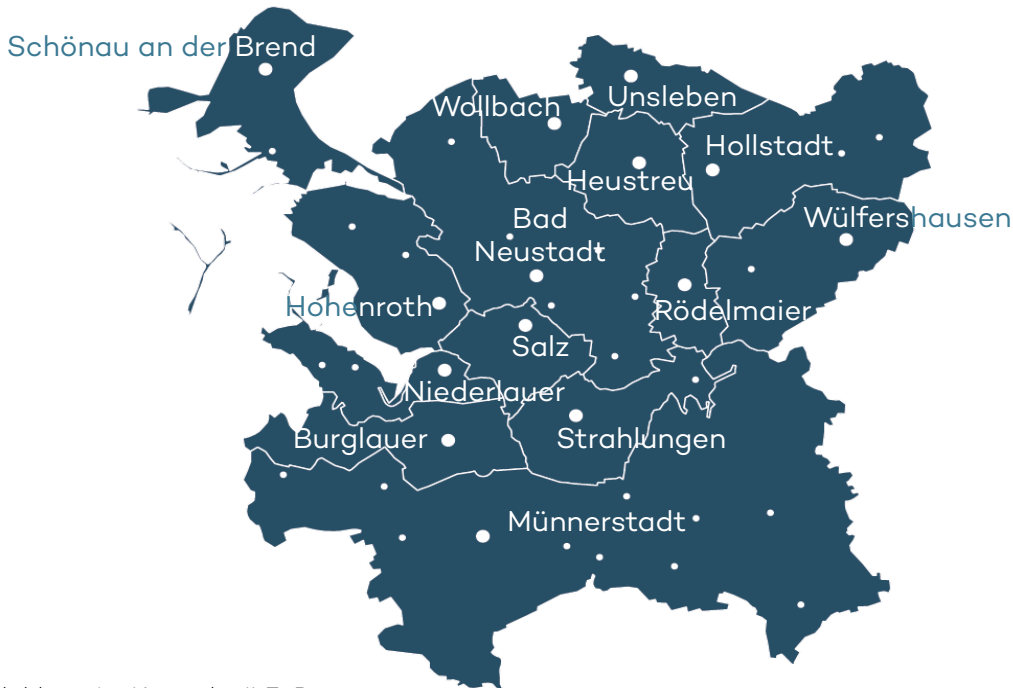 Schönau an der Brend
Wollbach
Unsleben
Hollstadt
Heustreu
Bad
Neustadt
Wülfershausen
Hohenroth
Rödelmaier
Salz
Niederlauer
Burglauer
Strahlungen
Münnerstadt